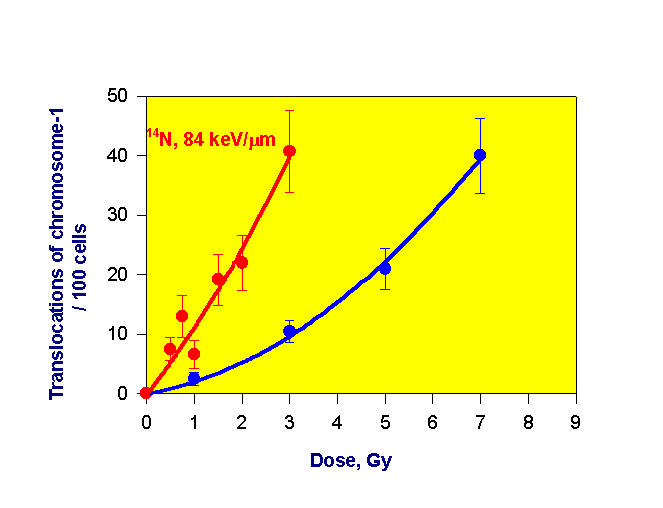 Translocations of chromosome-1
/ 100 cells
50
40
30
20
10
0
¹⁴N, 84 keV/μm
0 1 2 3 4 5 6 7 8 9
Dose, Gy